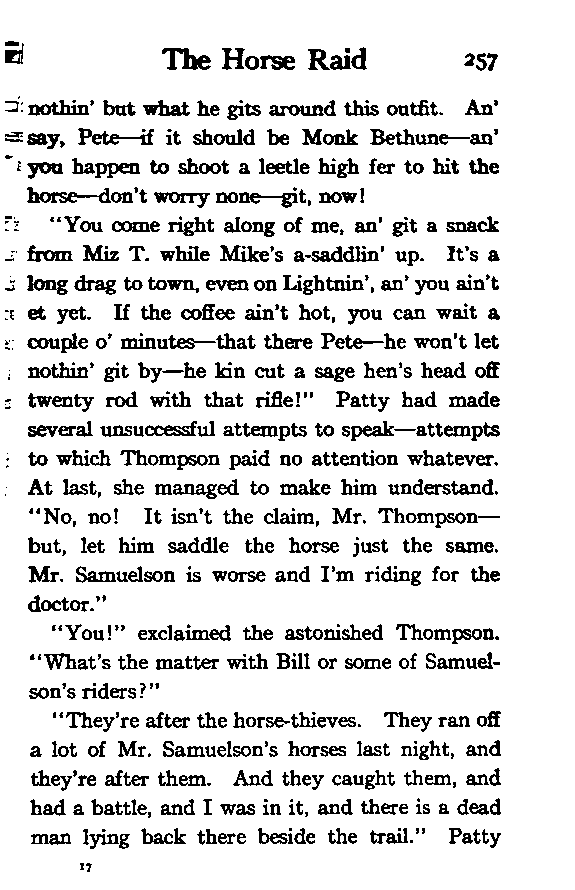 The Horse Raid 257
nothin' but what he gits around this outfit. An'
say, Pete—if it should be Monk Bethune—an'
you happen to shoot a leetle high fer to hit the
horse—don't worry none—git, now!
"You come right along of me, an' git a snack
from Miz T. while Mike's a-saddlin' up. It's a
long drag to town, even on Lightnin', an' you ain't
et yet. If the coffee ain't hot, you can wait a
couple o' minutes—that there Pete—he won't let
nothin' git by—he kin cut a sage hen's head off
twenty rod with that rifle!" Patty had made
several unsuccessful attempts to speak—attempts
to which Thompson paid no attention whatever.
At last, she managed to make him understand.
"No, no! It isn't the claim, Mr. Thompson—
but, let him saddle the horse just the same.
Mr. Samuelson is worse and I'm riding for the
doctor."
"You!" exclaimed the astonished Thompson.
"What's the matter with Bill or some of Samuel-
son's riders?"
"They're after the horse-thieves. They ran off
a lot of Mr. Samuelson's horses last night, and
they're after them. And they caught them, and
had a battle, and I was in it, and there is a dead
man lying back there beside the trail." Patty
17